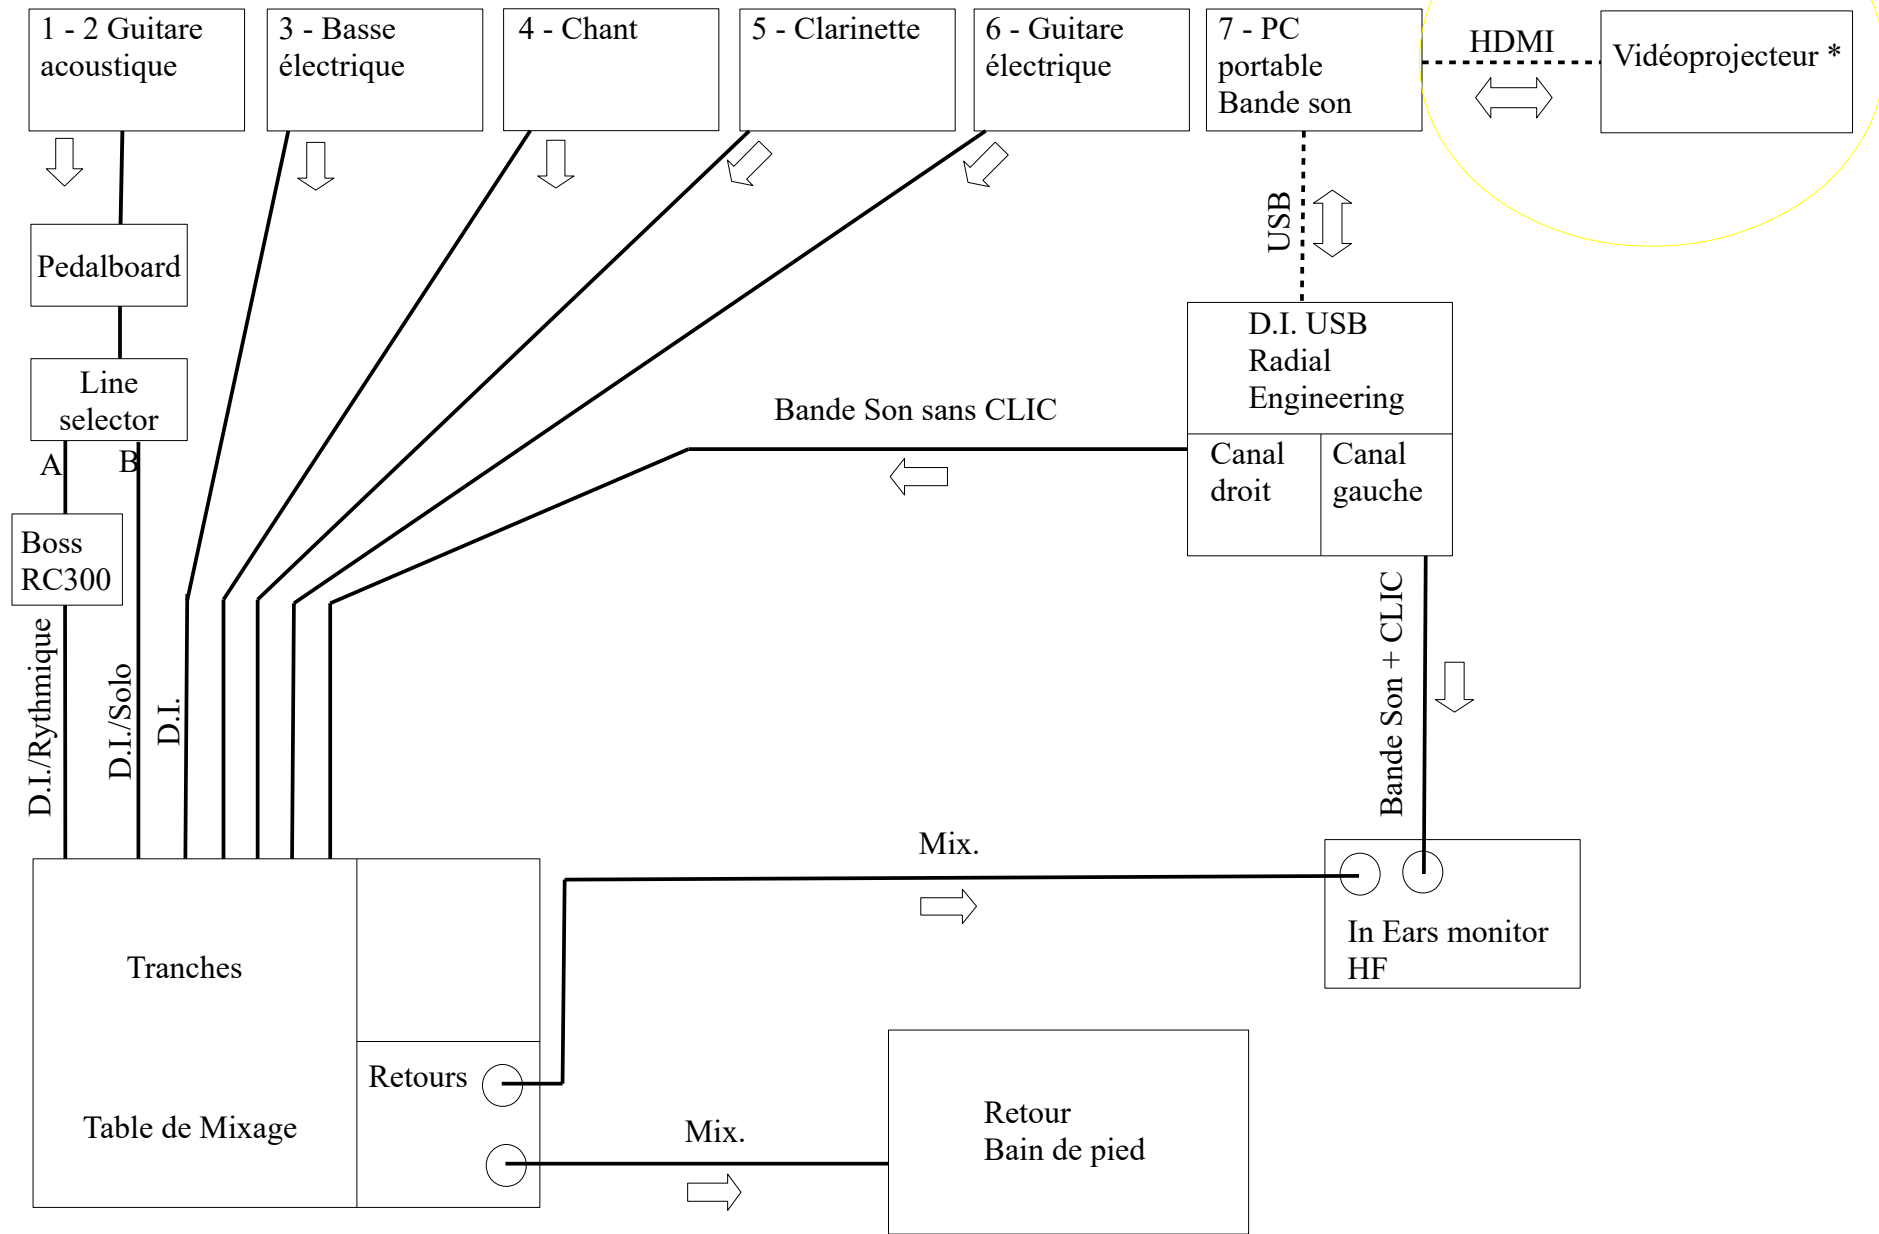 1 - 2 Guitare
acoustique
3 - Basse
électrique
4 - Chant
5 - Clarinette
6 - Guitare
électrique
7 - PC
portable
Bande son
HDMI
Vidéoprojecteur *
USB
Pedalboard
Line
selector
A
B
Boss
RC300
D.I./Rythmique
D.I./Solo
D.I.
Bande Son sans CLIC
D.I. USB
Radial
Engineering
Canal
droit
Canal
gauche
Bande Son + CLIC
Mix.
In Ears monitor
HF
Tranches
Table de Mixage
Retours
Mix.
Retour
Bain de pied